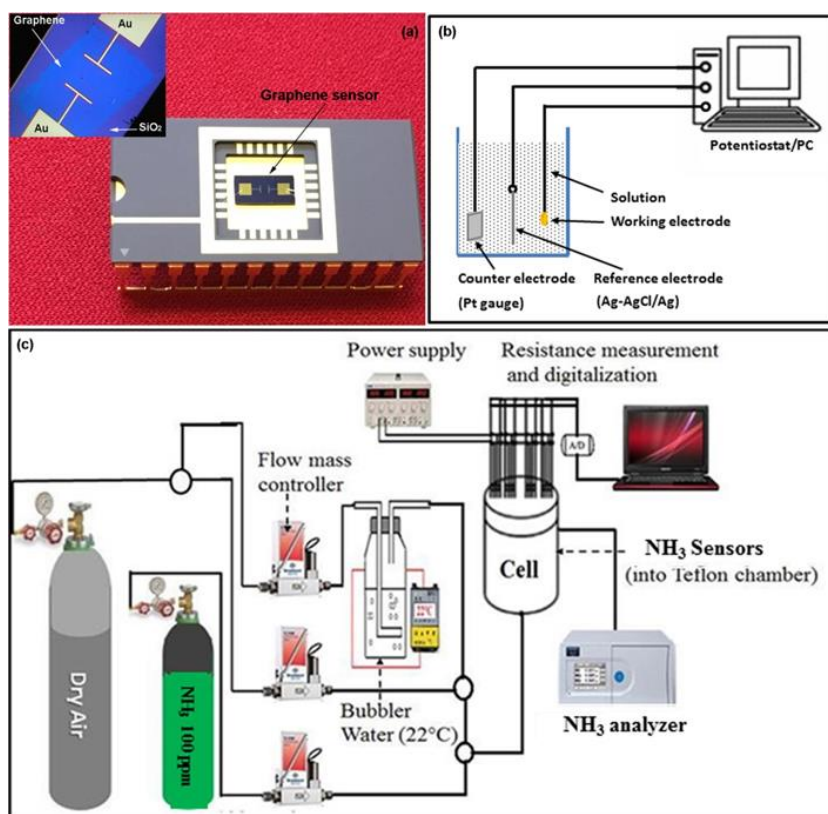 Graphene
Au
(a)
Graphene sensor
Au
SiO₂
(b)
Potentiostat/PC
Solution
Working electrode
Counter electrode
(Pt gauge)
Reference electrode
(Ag-AgCl/Ag)
(c)
Power supply
Resistance measurement
and digitalization
A/D
Flow mass
controller
Cell
NH₃ Sensors
(into Teflon chamber)
Dry Air
NH₃ 100 ppm
Bubbler
Water (22°C)
NH₃ analyzer